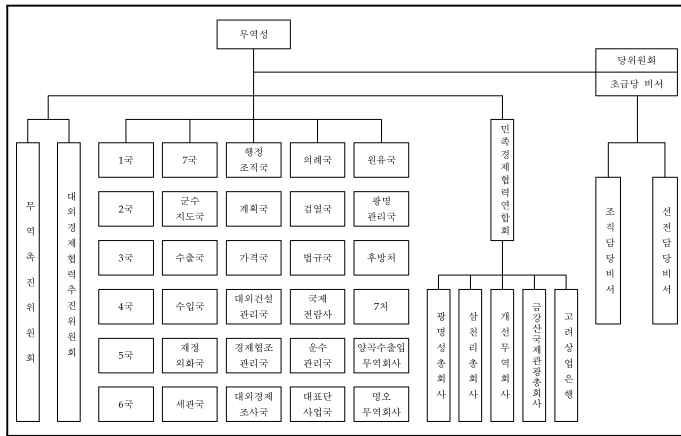 무역성
당위원회
초급당 비서
무역촉진위원회
대외경제협력추진위원회
1국
7국
행정
조직국
의례국
원유국
2국
군수
지도국
계획국
검열국
광명
관리국
3국
수출국
가격국
법규국
후방처
4국
수입국
대외건설
관리국
국제
전람사
7처
5국
재정
외화국
경제협조
관리국
운수
관리국
양곡수출입
무역회사
6국
세관국
대외경제
조사국
대표단
사업국
명오
무역회사
민족경제협력연합회
광명성총회사
삼천리총회사
개선무역회사
금강산국제관광총회사
고려상업은행
조직담당비서
선전담당비서